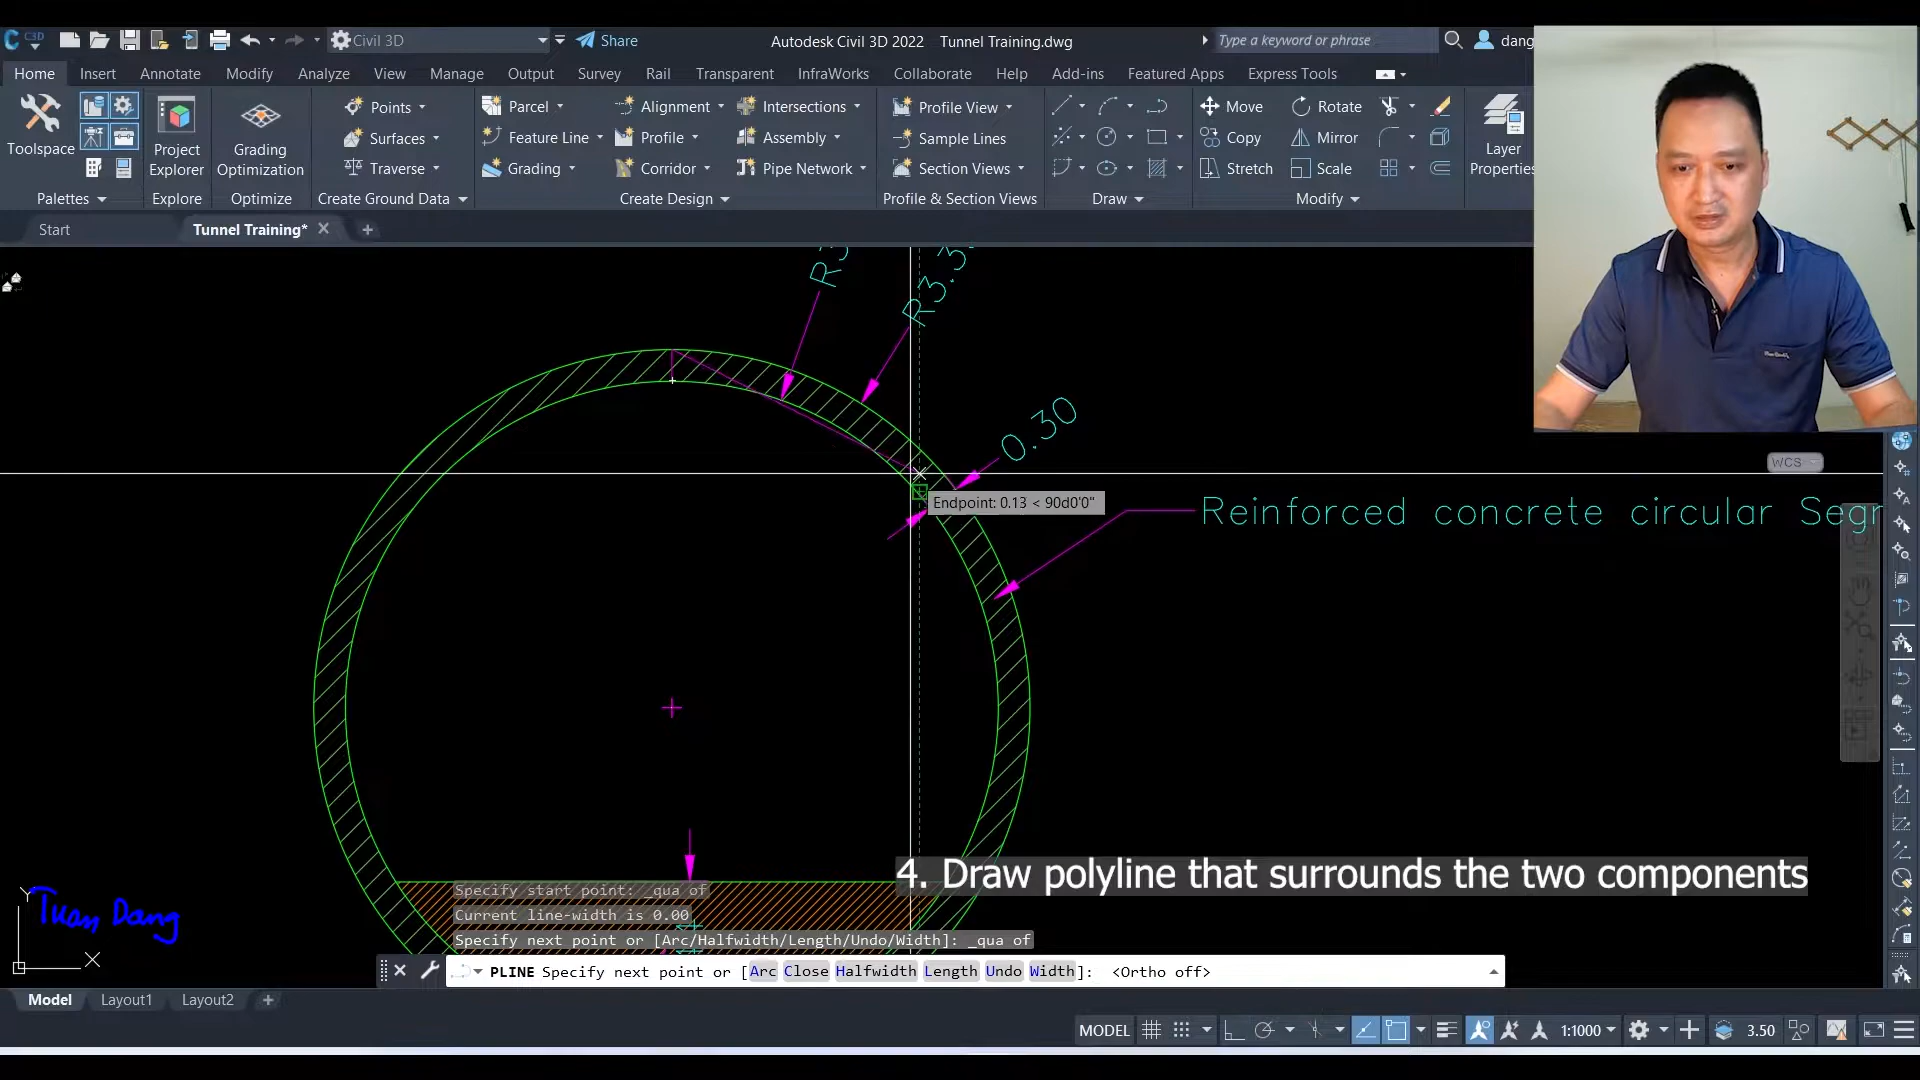 C3D
Civil 3D
Share
Autodesk Civil 3D 2022 Tunnel Training.dwg
Type a keyword or phrase
dang
Home Insert Annotate Modify Analyze View Manage Output Survey Rail Transparent InfraWorks Collaborate Help Add-ins Featured Apps Express Tools
Points Parcel Alignment Intersections Profile View Move Rotate
Surfaces Feature Line Profile Assembly Sample Lines Copy Mirror
Toolspace Project Explorer Grading Optimization Layer Properties
Traverse Grading Corridor Pipe Network Section Views Stretch Scale
Palettes Explore Optimize Create Ground Data Create Design Profile & Section Views Draw Modify
Start Tunnel Training*
0.30
WCS
Endpoint: 0.13 < 90d0'0"
Reinforced concrete circular
4. Draw polyline that surrounds the two components
Specify start point: _qua of
Current line-width is 0.00
Specify next point or [Arc/Halfwidth/Length/Undo/Width]: _qua of
Tuan Dang
Y
X
PLINE Specify next point or [Arc Close Halfwidth Length Undo Width]: <Ortho off>
Model Layout1 Layout2
MODEL 1:1000 3.50